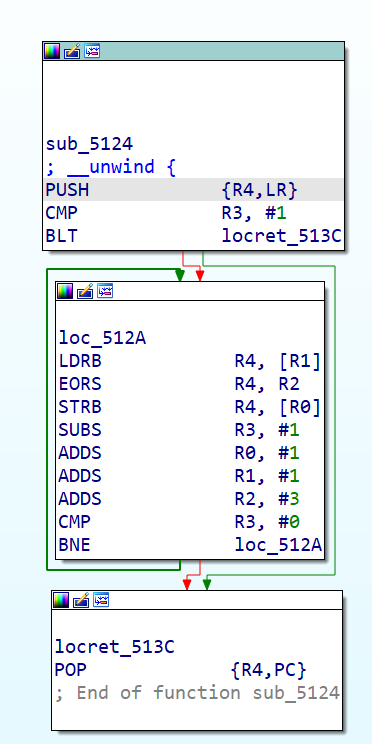 sub_5124
; __unwind {
PUSH {R4,LR}
CMP R3, #1
BLT locret_513C
loc_512A
LDRB R4, [R1]
EORS R4, R2
STRB R4, [R0]
SUBS R3, #1
ADDS R0, #1
ADDS R1, #1
ADDS R2, #3
CMP R3, #0
BNE loc_512A
locret_513C
POP {R4,PC}
; End of function sub_5124